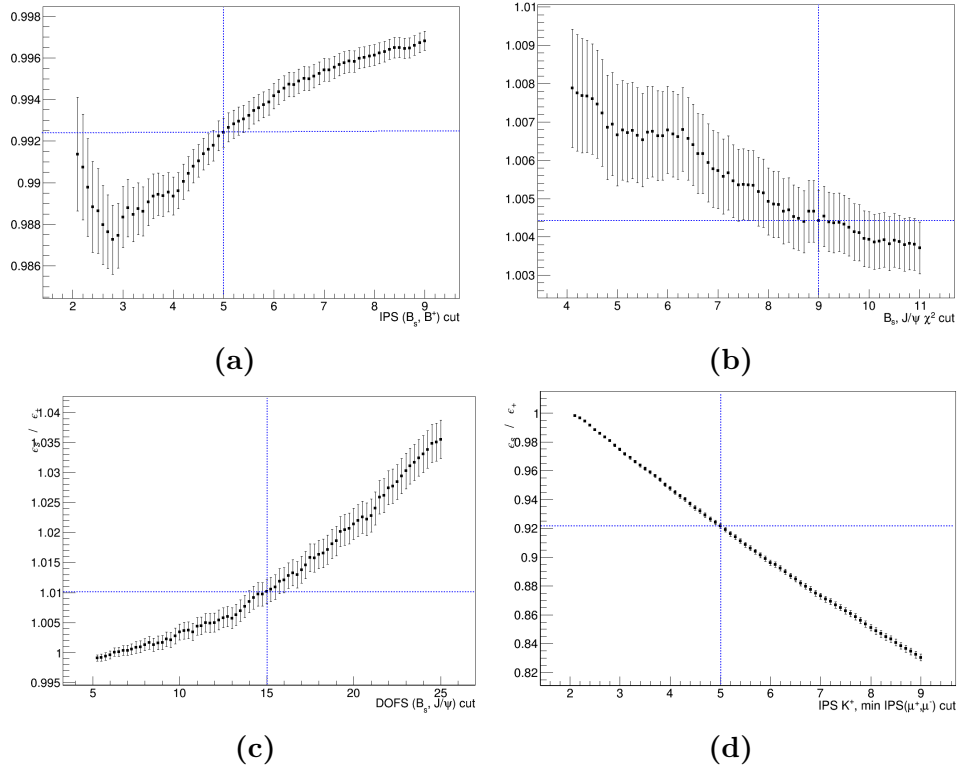 0.998
0.996
0.994
0.992
0.99
0.988
0.986
2 3 4 5 6 7 8 9
IPS (Bₛ, B⁺) cut
(a)
1.01
1.009
1.008
1.007
1.006
1.005
1.004
1.003
4 5 6 7 8 9 10 11
Bₛ, J/ψ χ² cut
(b)
/
1.04
1.035
1.03
1.025
1.02
1.015
1.01
1.005
1
0.995
5 10 15 20 25
DOFS (Bₛ, J/ψ) cut
(c)
/ ϵ₊
1
0.98
0.96
0.94
0.92
0.9
0.88
0.86
0.84
0.82
2 3 4 5 6 7 8 9
IPS K⁺, min IPS(μ⁺,μ⁻) cut
(d)